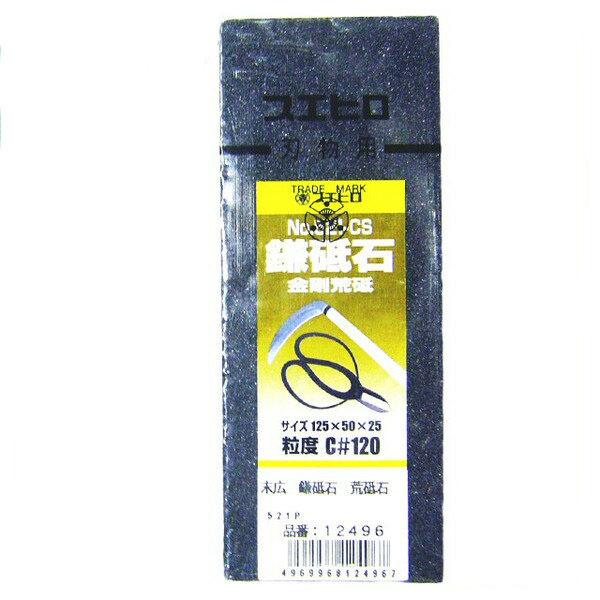 スエヒロ
刃物用
TRADE MARK
スエヒロ
CS
鎌砥石
金剛荒砥
サイズ 125×50×25
粒度 C#120
末広 鎌砥石 荒砥石
521P
品番:12496
4969968124967